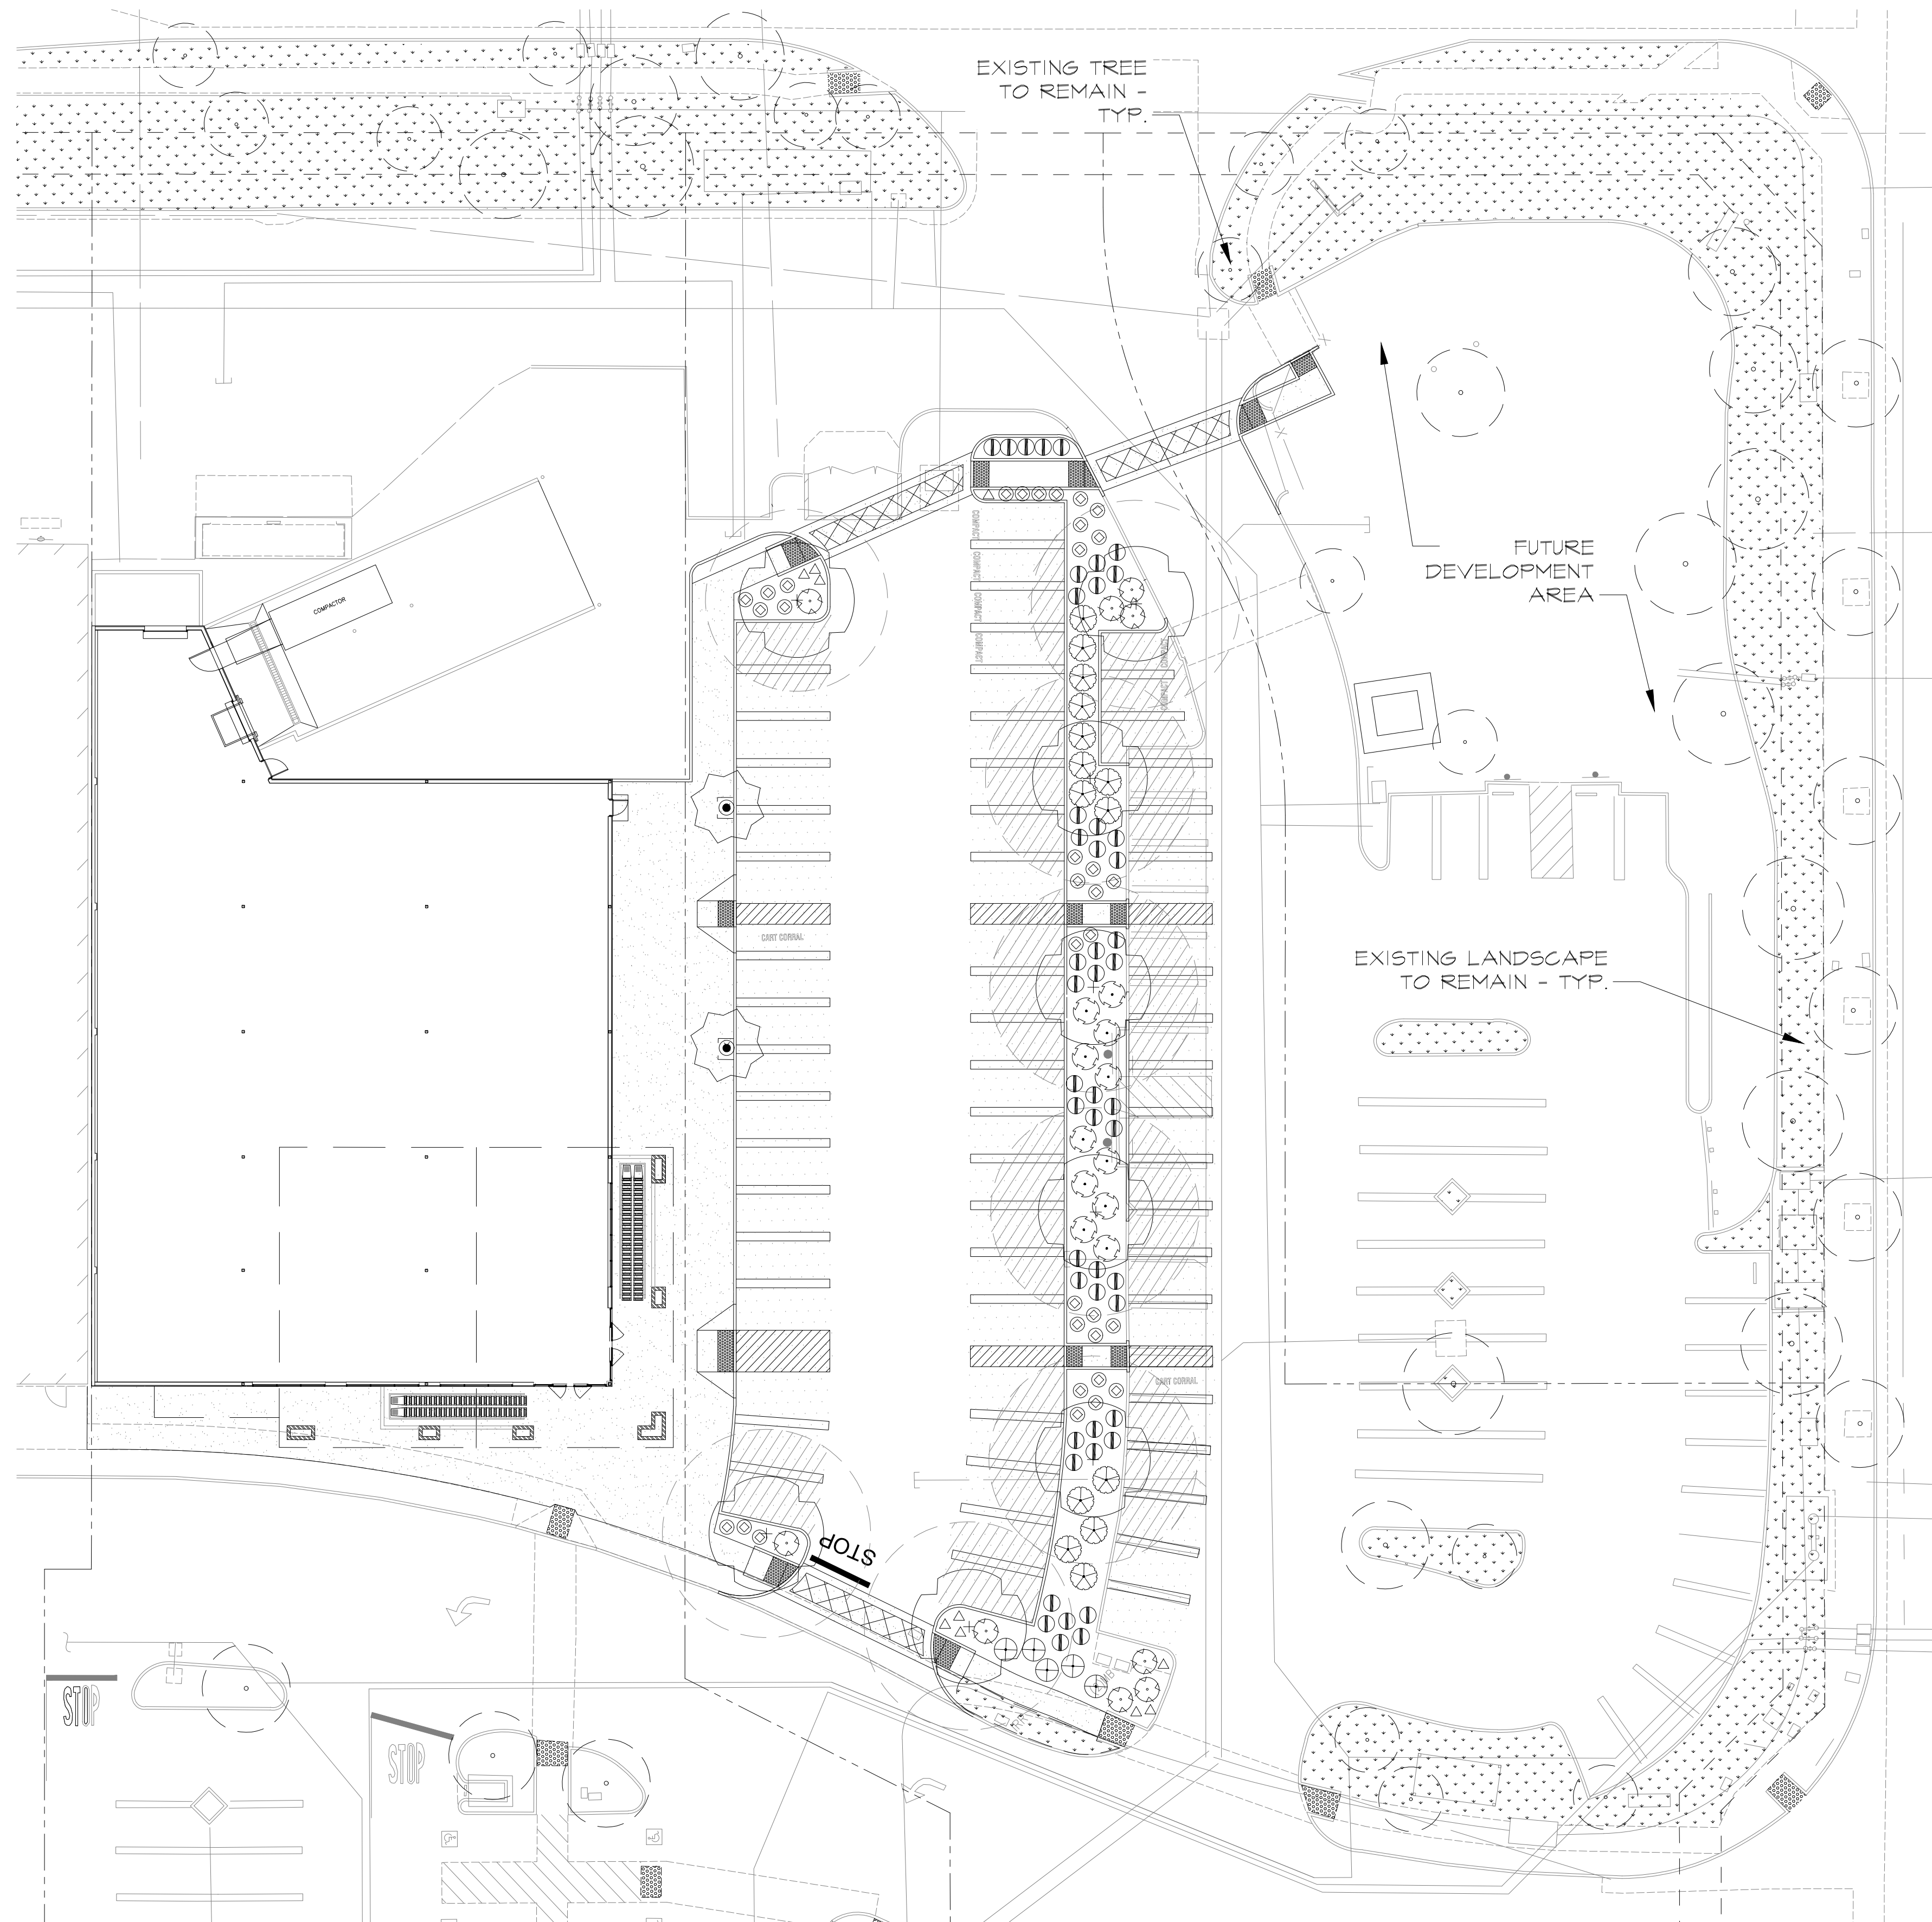 EXISTING TREE
TO REMAIN -
TYP.
COMPACT
COMPACT
COMPACT
COMPACT
FUTURE
DEVELOPMENT
AREA
COMPACTOR
COMPACT
COMPACT
CART CORRAL
EXISTING LANDSCAPE
TO REMAIN - TYP.
CART CORRAL
STOP
STOP
STOP